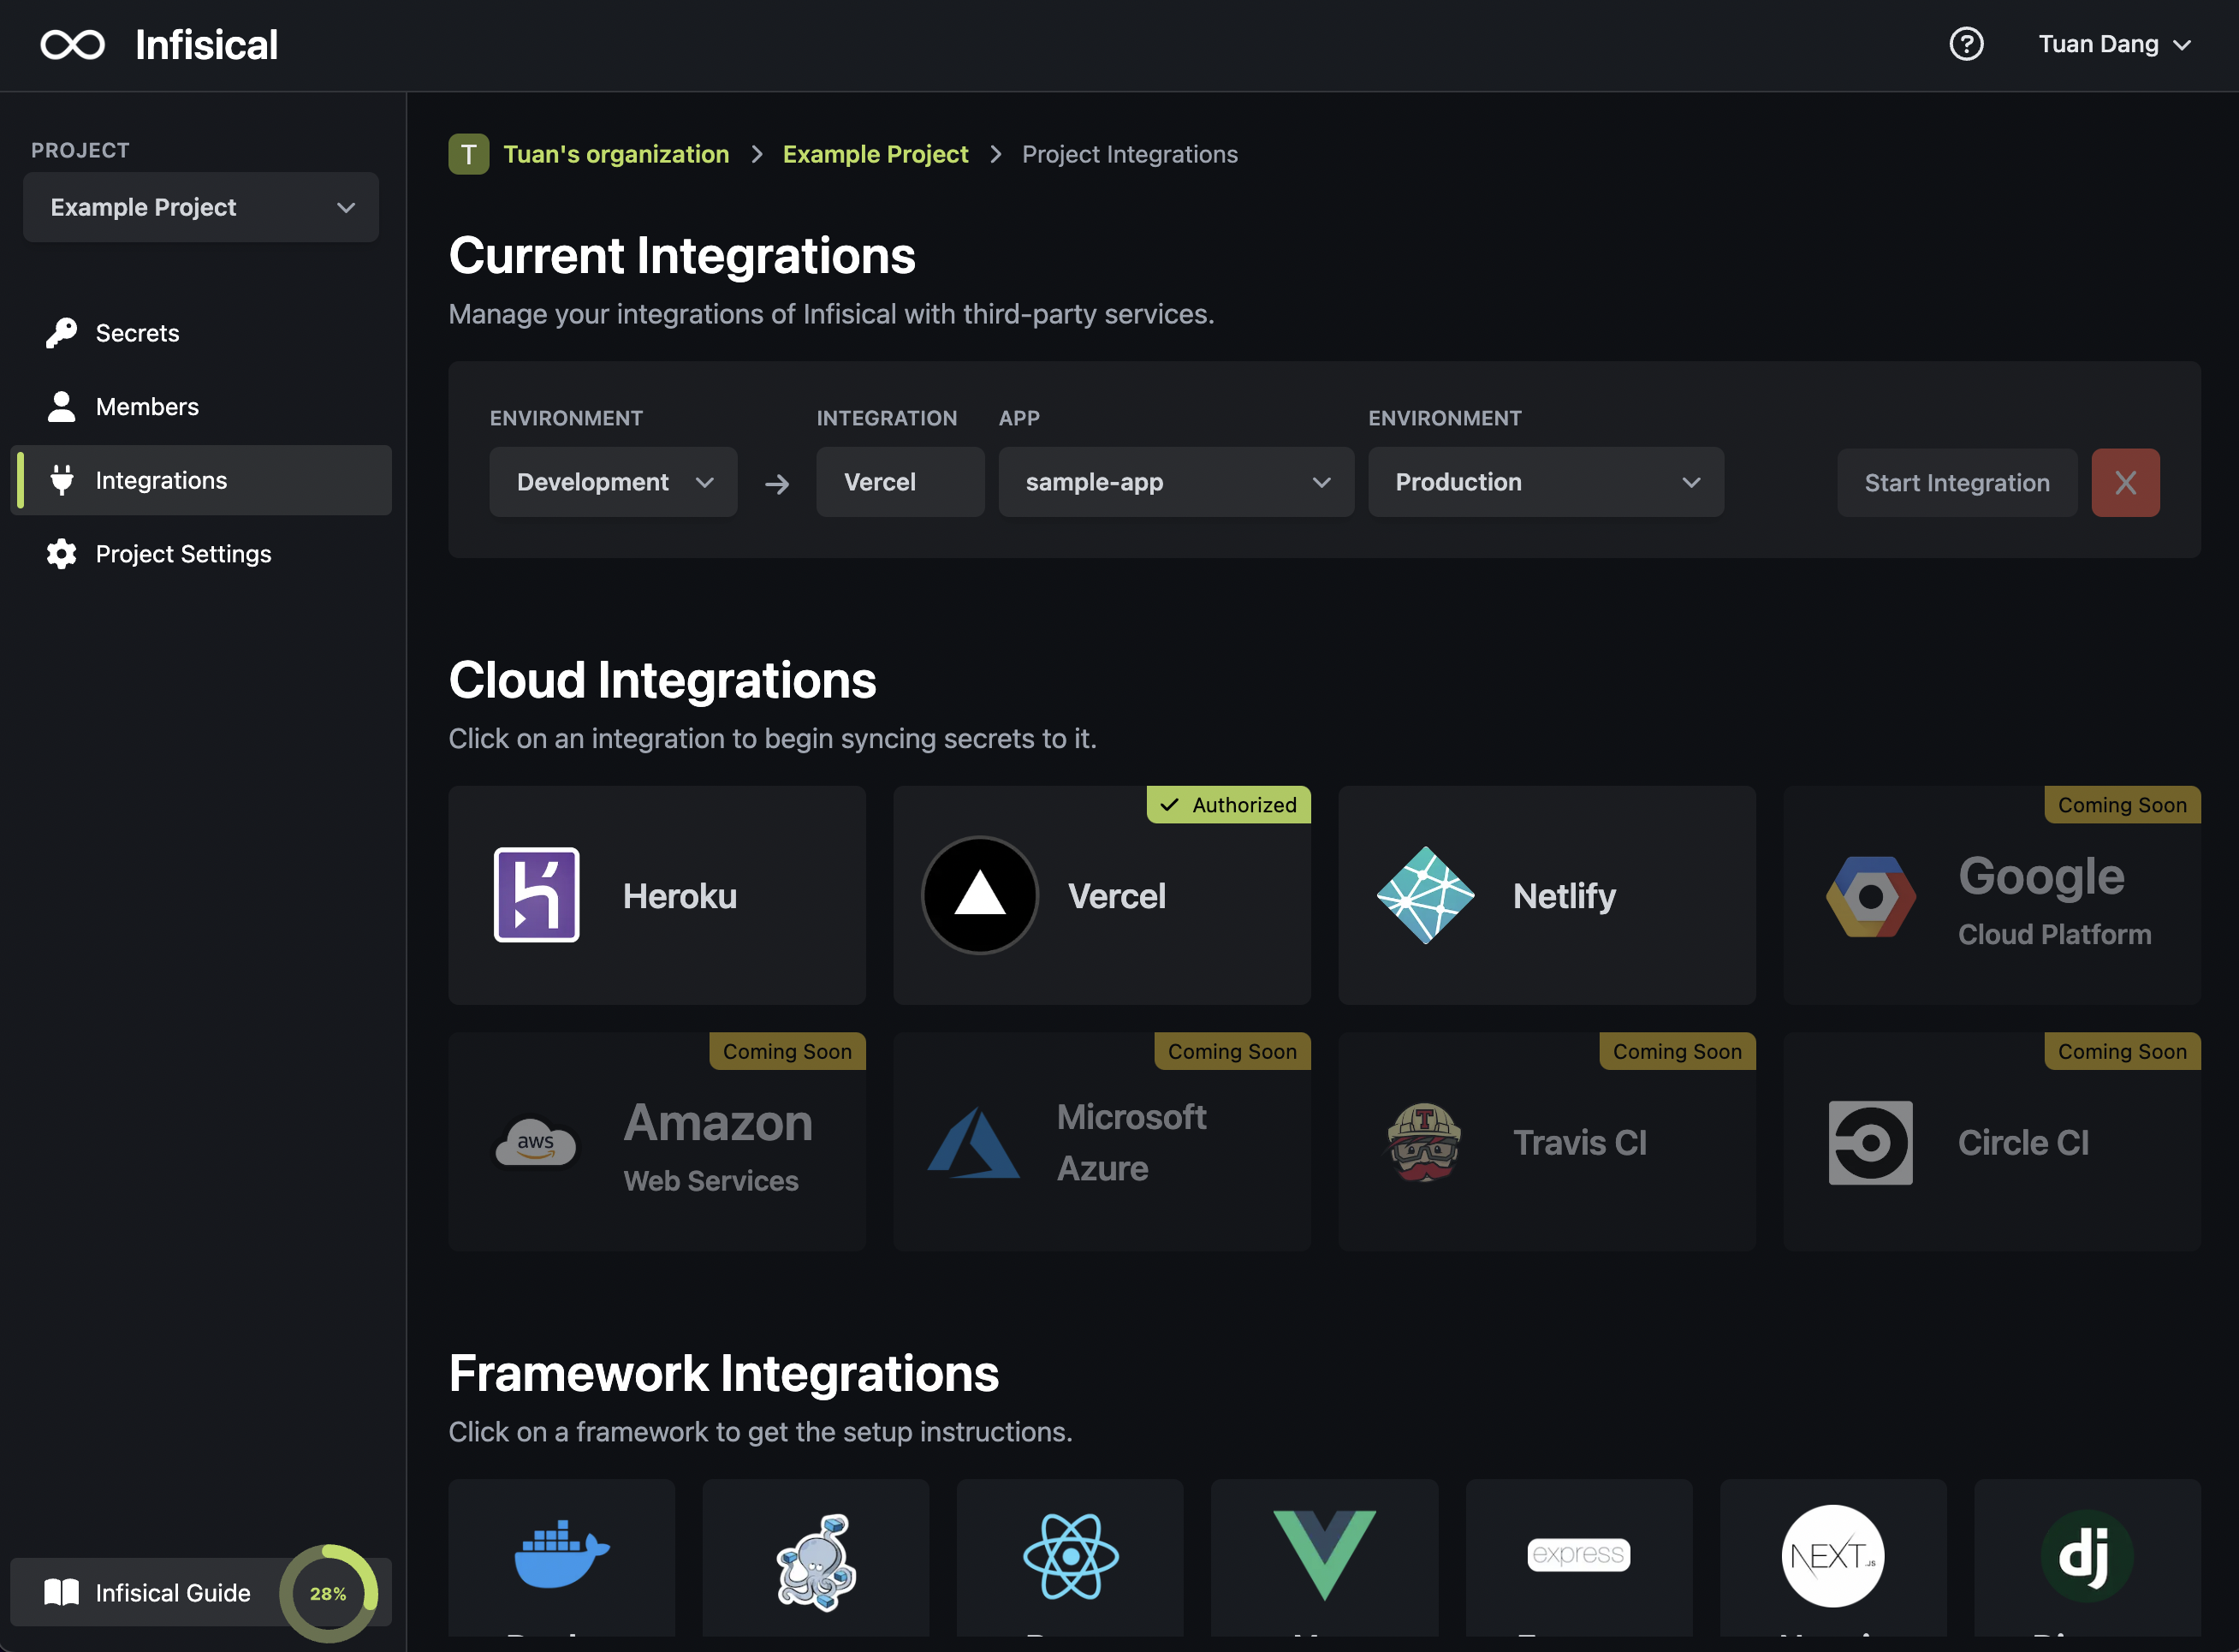 Infisical
Tuan Dang
PROJECT
Example Project
Secrets
Members
Integrations
Project Settings
Infisical Guide
28%
T Tuan's organization > Example Project > Project Integrations
Current Integrations
Manage your integrations of Infisical with third-party services.
ENVIRONMENT INTEGRATION APP ENVIRONMENT
Development Vercel sample-app Production Start Integration X
Cloud Integrations
Click on an integration to begin syncing secrets to it.
Heroku
Authorized
Vercel
Netlify
Coming Soon
Google
Cloud Platform
Coming Soon
aws
Amazon
Web Services
Coming Soon
Microsoft
Azure
Coming Soon
T
Travis CI
Coming Soon
Circle CI
Framework Integrations
Click on a framework to get the setup instructions.
express
NEXT.JS
dj